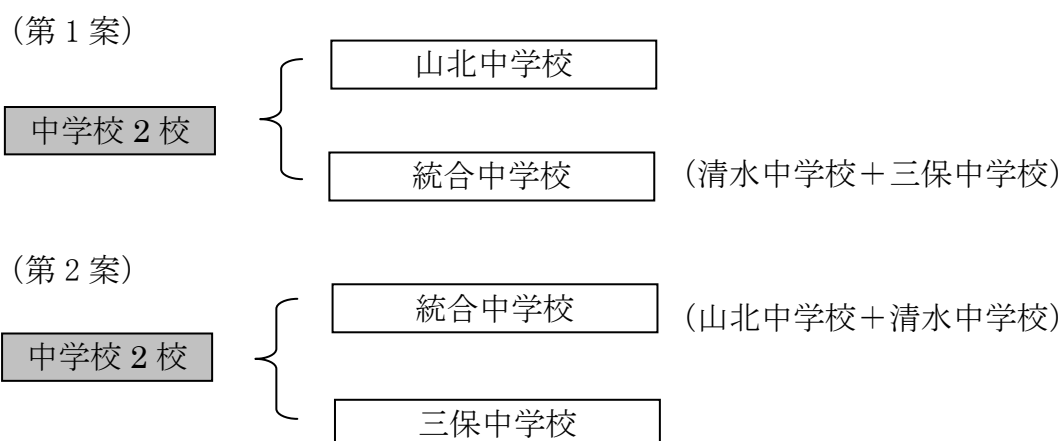 （第１案）
山北中学校
中学校２校
統合中学校
（清水中学校＋三保中学校）
（第２案）
統合中学校
（山北中学校＋清水中学校）
中学校２校
三保中学校